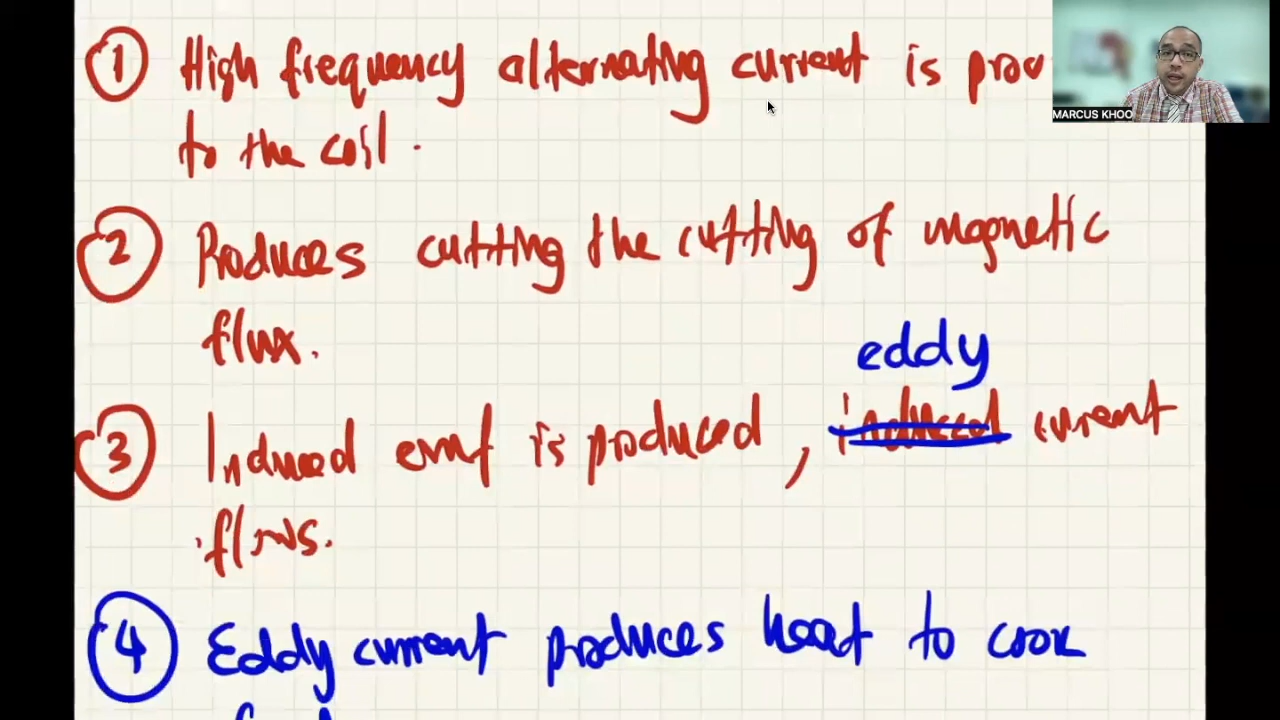 ① High frequency alternating current is prov
to the coil.
MARCUS KHOO
② Produces cutting the cutting of magnetic
flux.
eddy
③ Induced emf is produced, induced current
flows.
④ Eddy current produces heat to cook